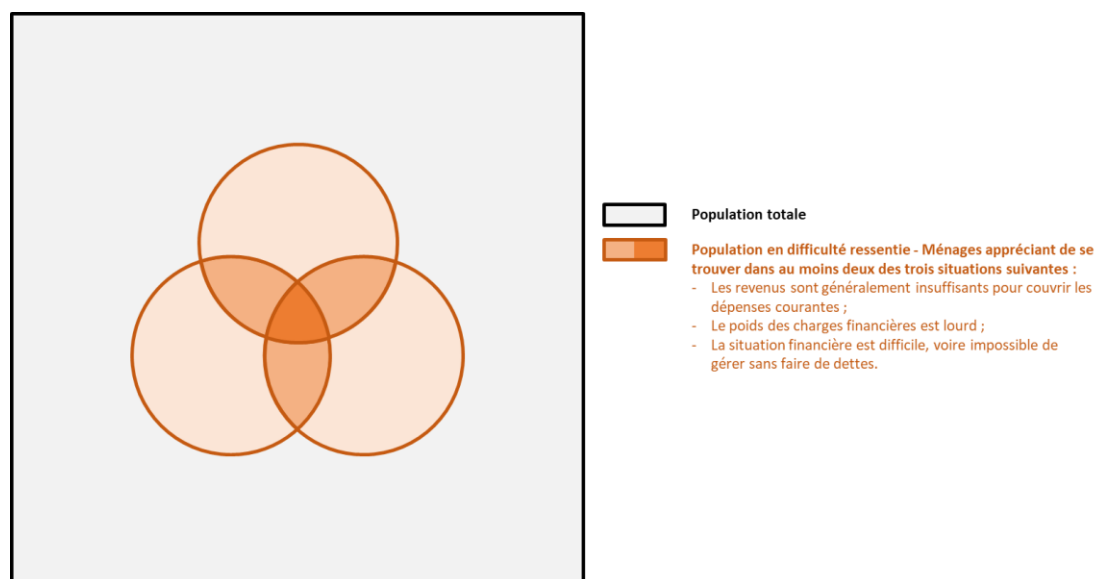 Population totale
Population en difficulté ressentie - Ménages appréciant de se
trouver dans au moins deux des trois situations suivantes :
- Les revenus sont généralement insuffisants pour couvrir les
dépenses courantes ;
- Le poids des charges financières est lourd ;
- La situation financière est difficile, voire impossible de
gérer sans faire de dettes.